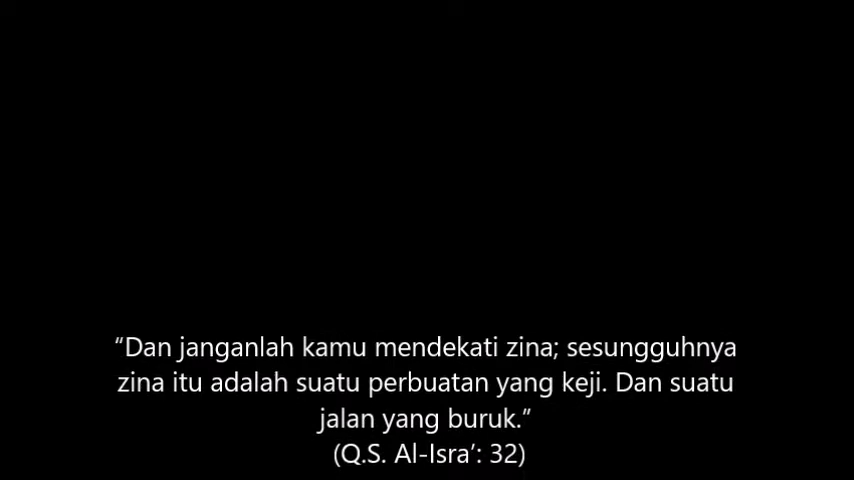 “Dan janganlah kamu mendekati zina; sesungguhnya
zina itu adalah suatu perbuatan yang keji. Dan suatu
jalan yang buruk.”
(Q.S. Al-Isra’: 32)